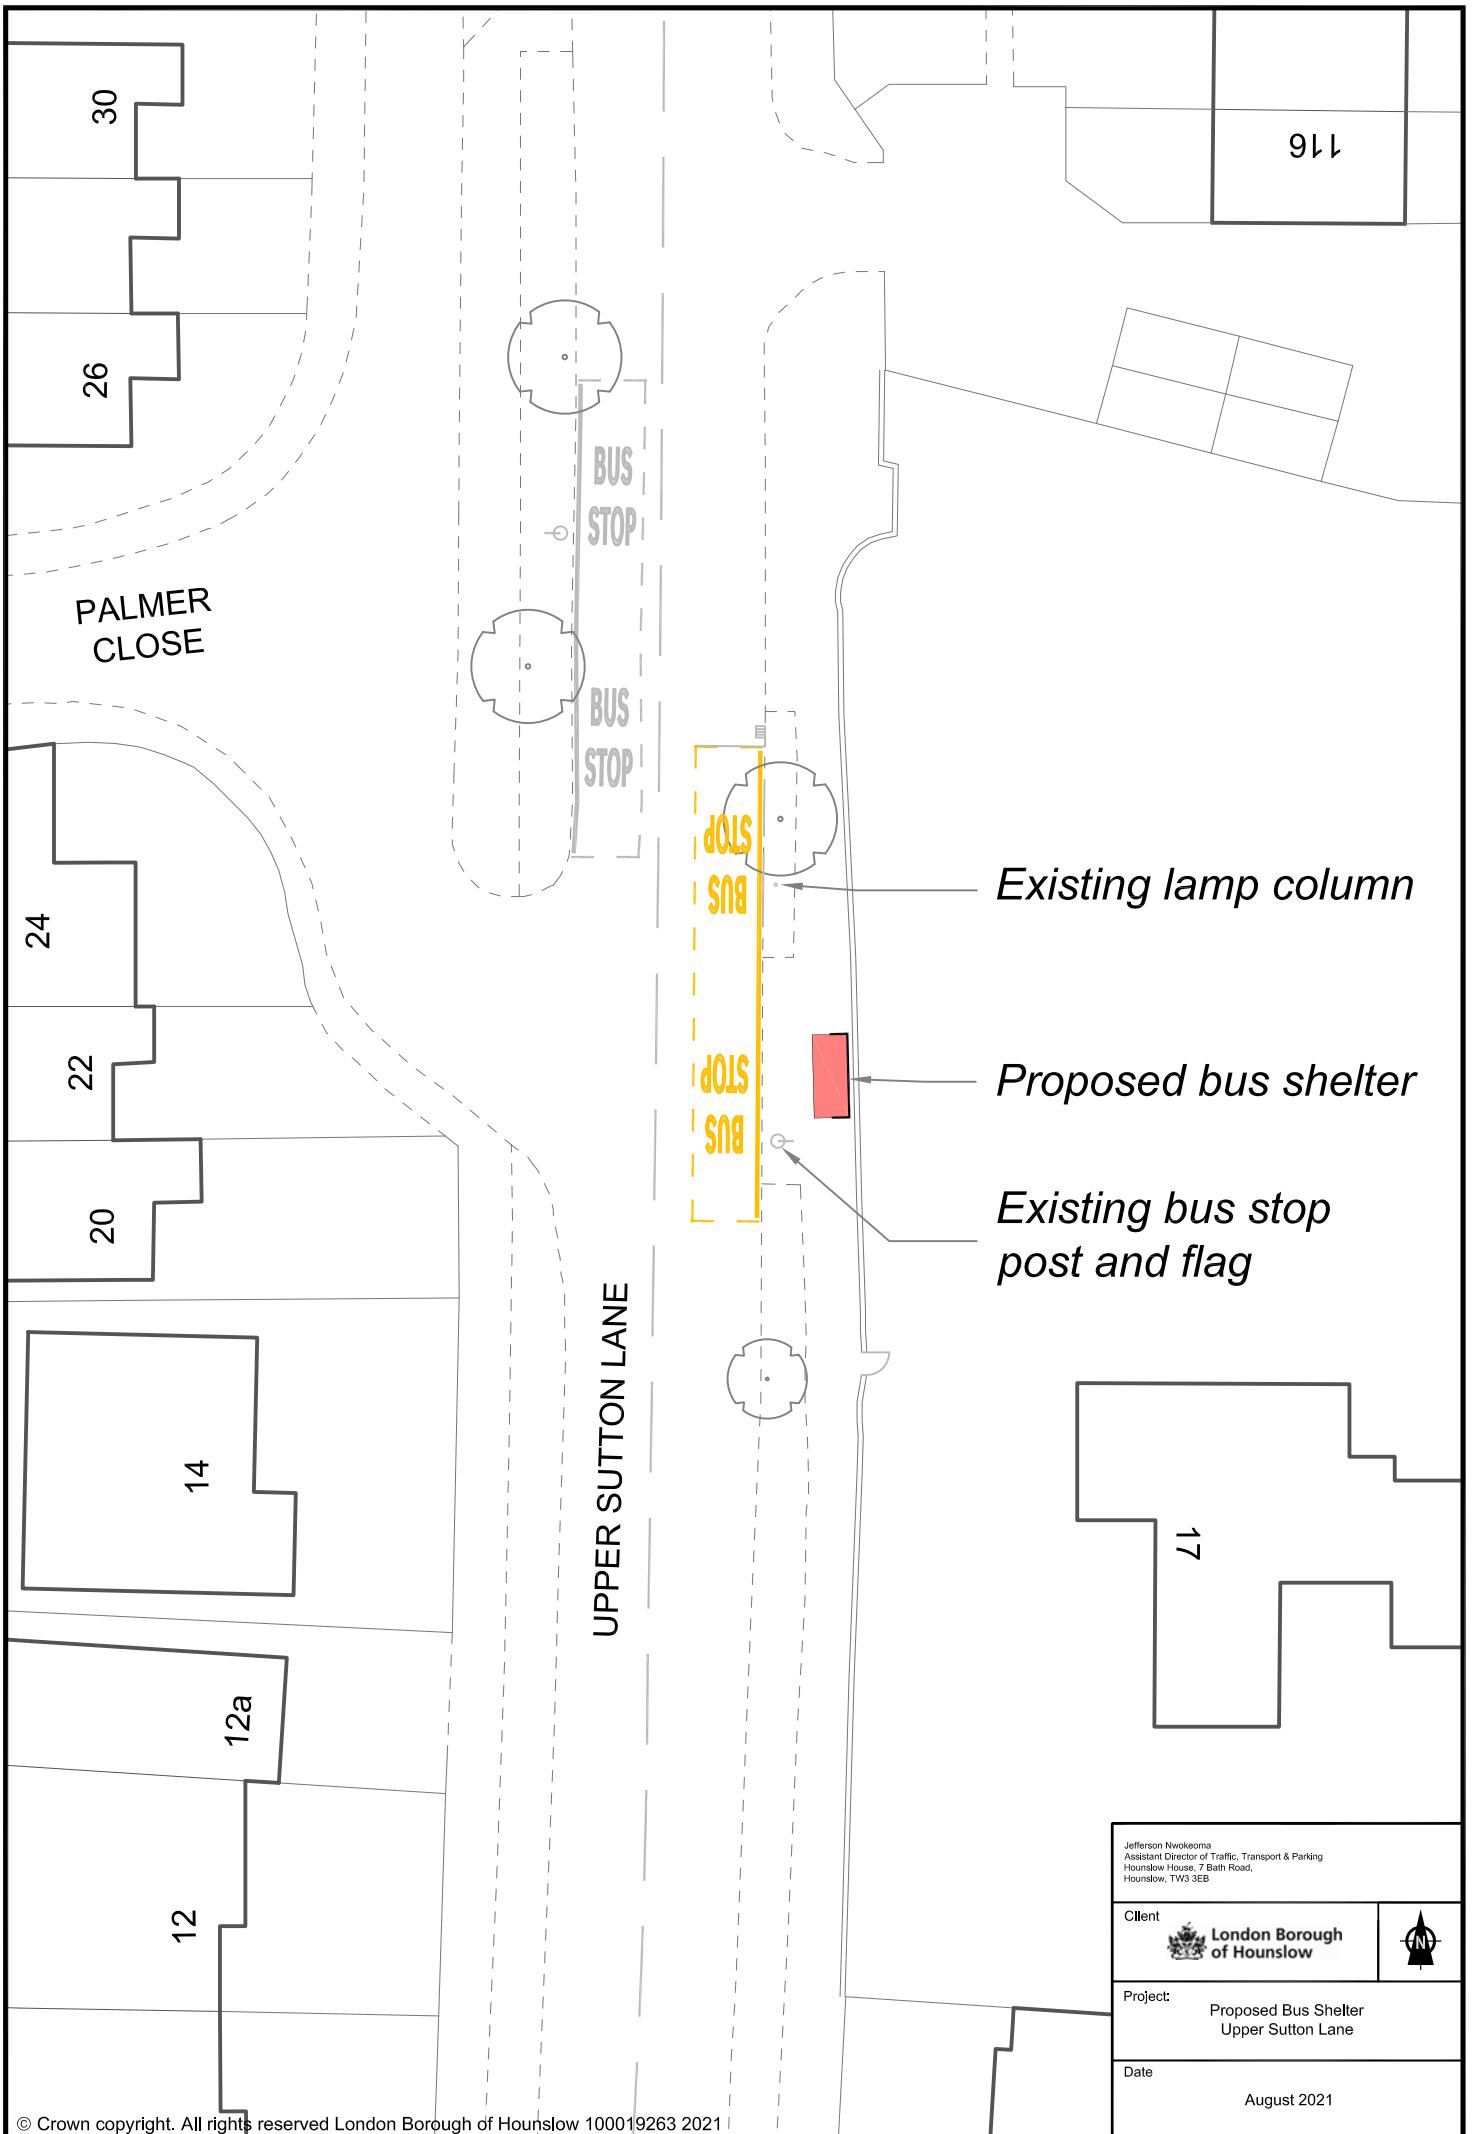 30
116
26
BUS
STOP
PALMER
CLOSE
BUS
STOP
STOP
BUS
Existing lamp column
24
22
STOP
BUS
Proposed bus shelter
Existing bus stop
post and flag
20
UPPER SUTTON LANE
14
17
12a
12
Jefferson Nwokeoma
Assistant Director of Traffic, Transport & Parking
Hounslow House, 7 Bath Road,
Hounslow, TW3 3EB
Client
London Borough
of Hounslow
N
Project:
Proposed Bus Shelter
Upper Sutton Lane
Date
August 2021
© Crown copyright. All rights reserved London Borough of Hounslow 100019263 2021